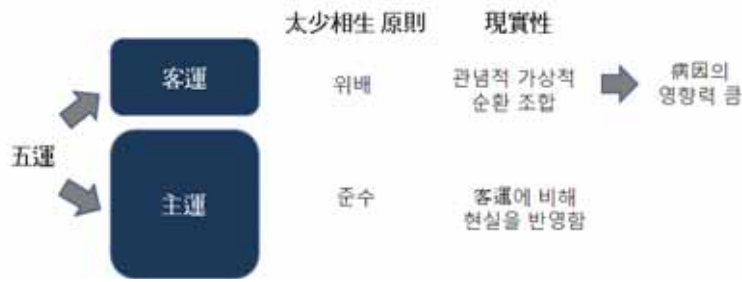 太少相生 原則 現實性
客運
위배
관념적 가상적
순환 조합
病因의
영향력 큼
五運
主運
준수
客運에 비해
현실을 반영함